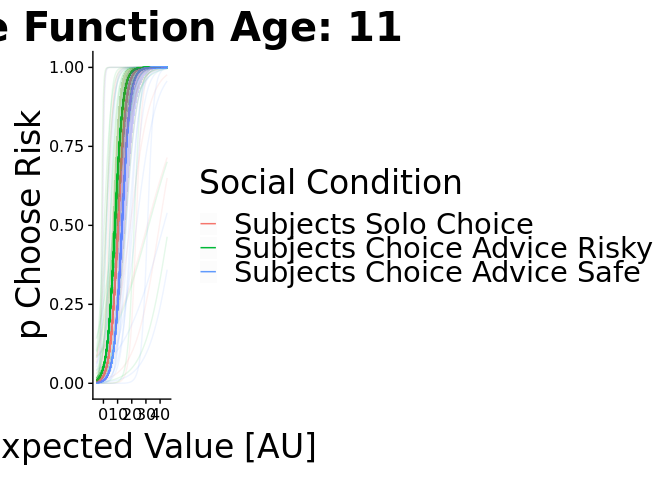 e Function Age: 11
1.00
0.75
0.50
0.25
0.00
p Choose Risk
0 10 20 30 40
xpected Value [AU]
Social Condition
Subjects Solo Choice
Subjects Choice Advice Risky
Subjects Choice Advice Safe